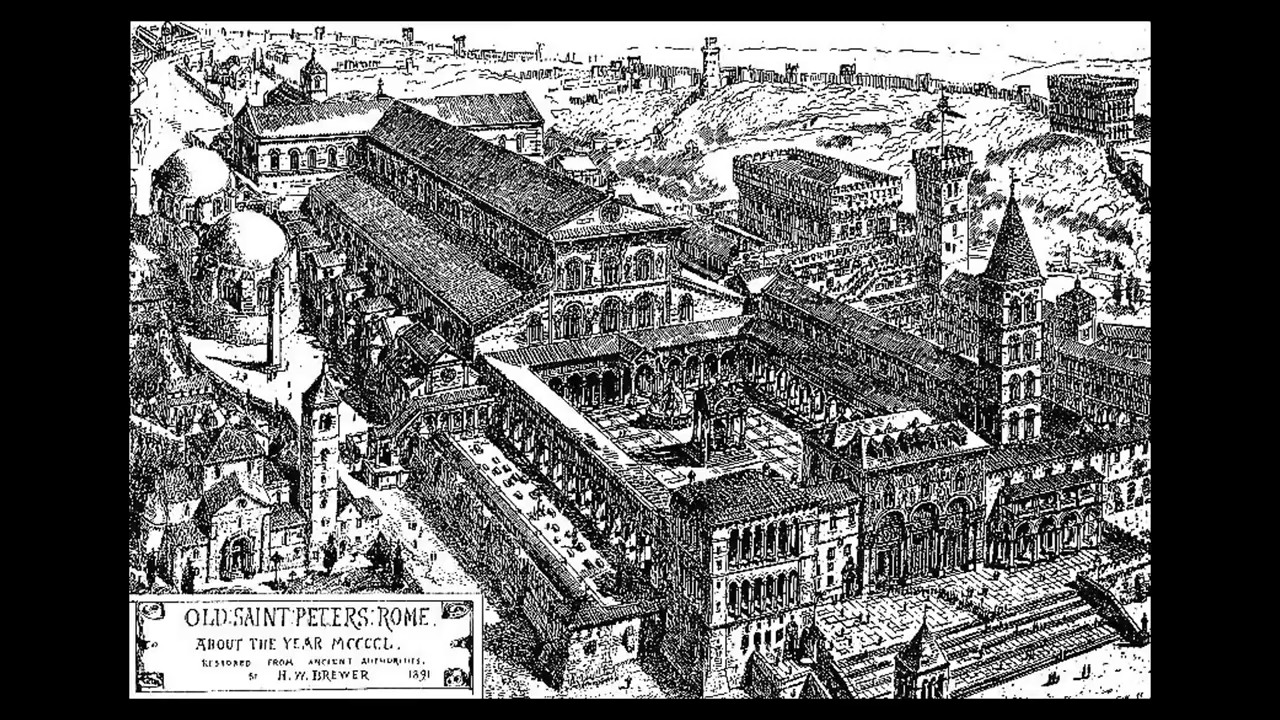 OLD:SAINT:PETERS:ROME.
ABOUT THE YEAR MCCCCL.
RESTORED FROM ANCIENT AUTHORITIES,
BY H.W. BREWER 1891